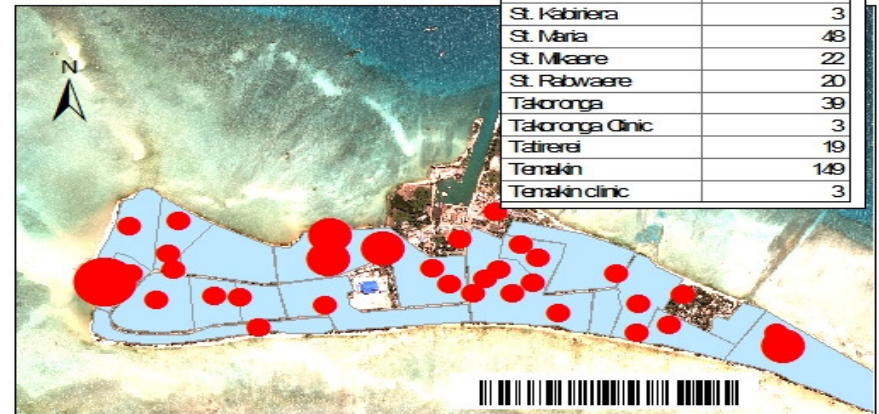 St. Kabiriera 3
St. Maria 48
St. Mikaere 22
St. Rabwaere 20
Takoronga 39
Takoronga Clinic 3
Tatirerei 19
Temakin 149
Temakin clinic 3
N